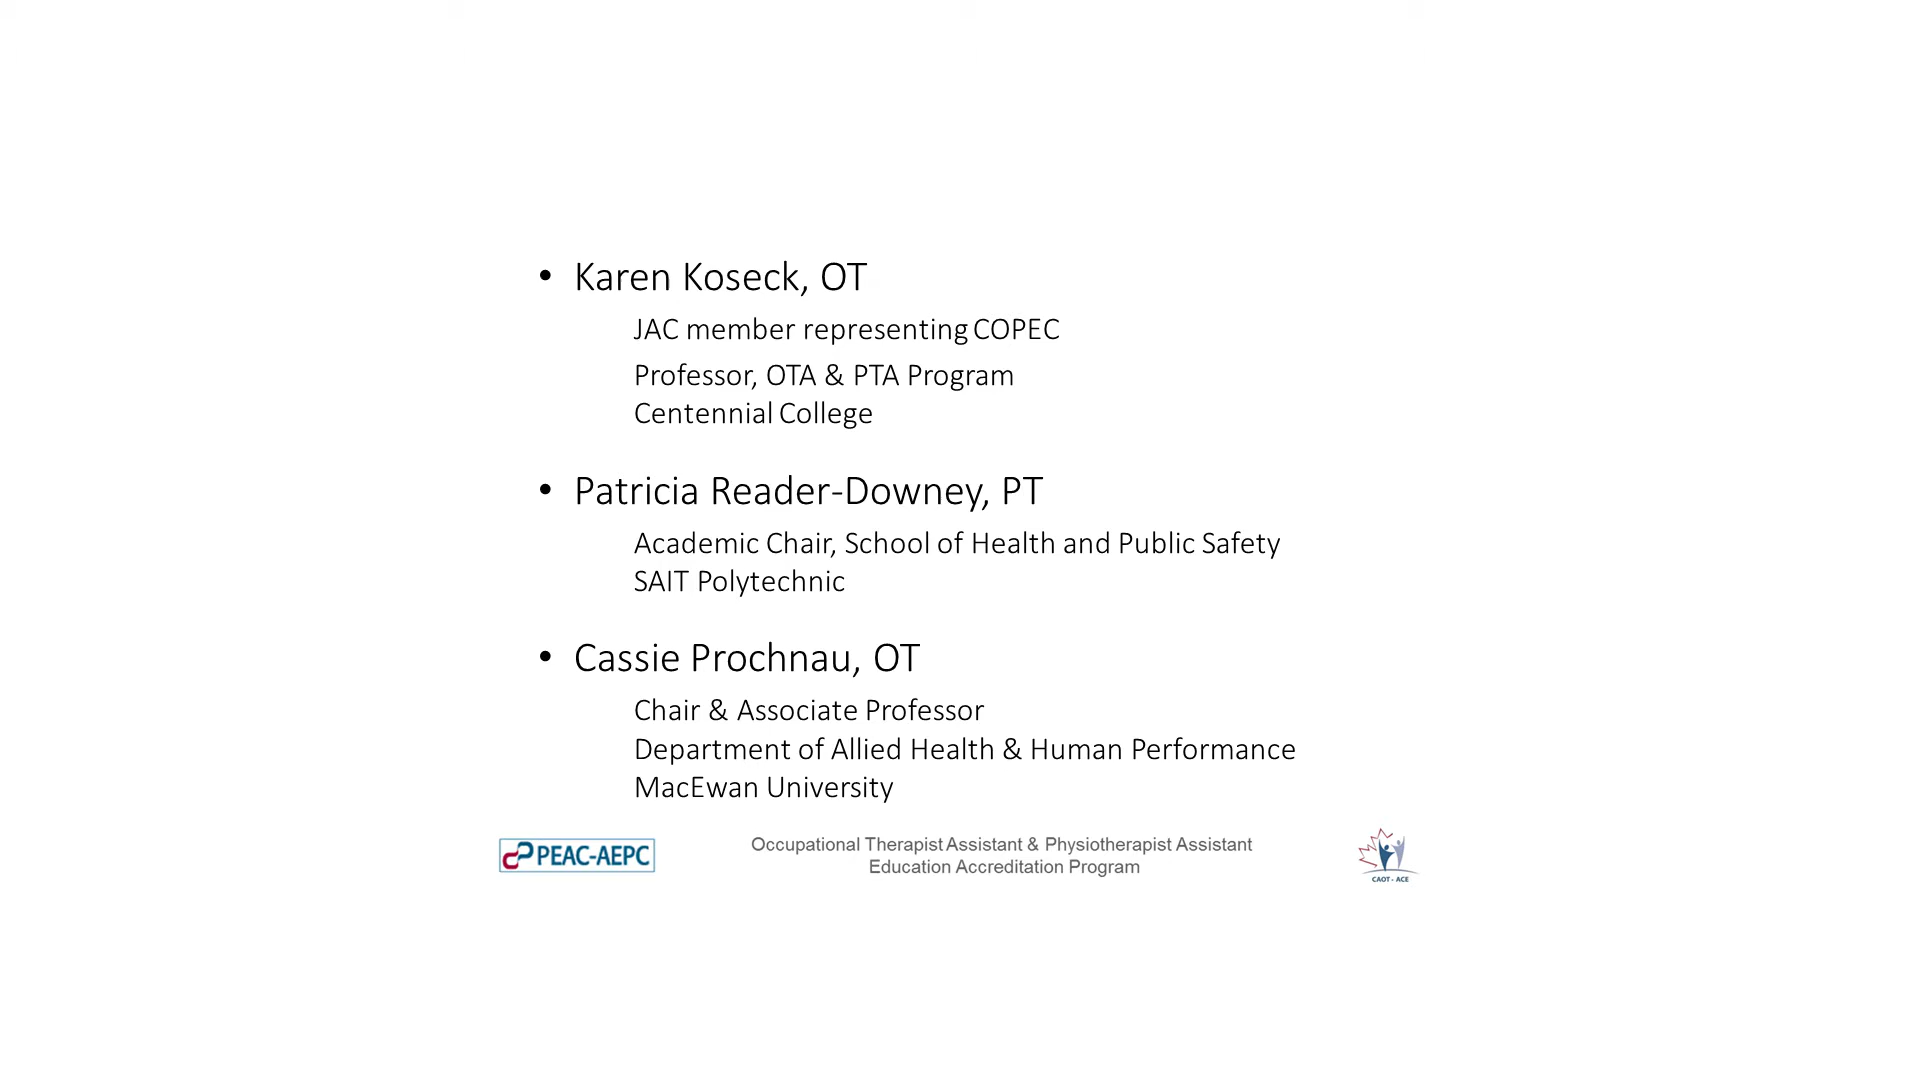 • Karen Koseck, OT
JAC member representing COPEC
Professor, OTA & PTA Program
Centennial College
• Patricia Reader-Downey, PT
Academic Chair, School of Health and Public Safety
SAIT Polytechnic
• Cassie Prochnau, OT
Chair & Associate Professor
Department of Allied Health & Human Performance
MacEwan University
PEAC-AEPC
Occupational Therapist Assistant & Physiotherapist Assistant
Education Accreditation Program
CAOT - ACE